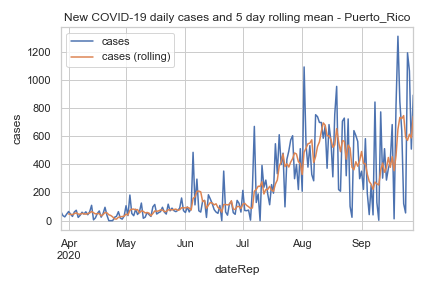 New COVID-19 daily cases and 5 day rolling mean - Puerto_Rico
cases
cases (rolling)
1200
1000
800
600
400
200
0
cases
Apr May Jun Jul Aug Sep
2020
dateRep